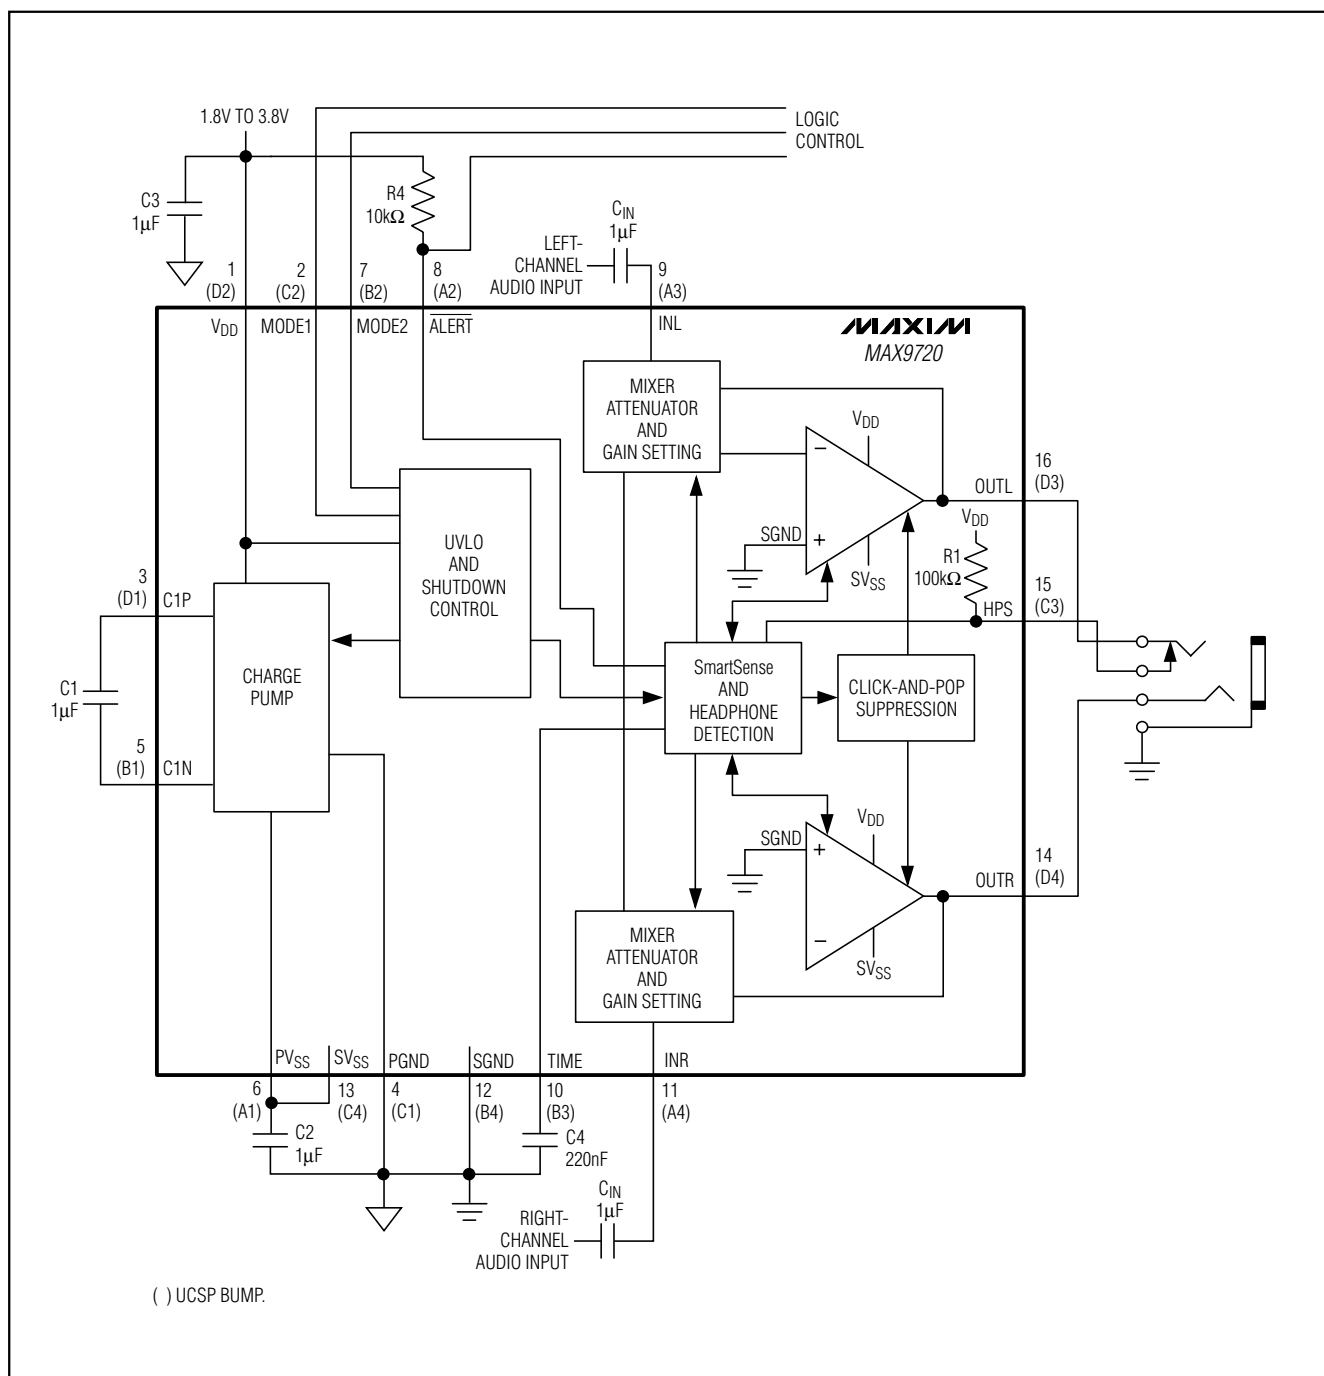 1.8V TO 3.8V
LOGIC
CONTROL
C3
1μF
R4
10kΩ
CIN
1μF
LEFT-
CHANNEL
AUDIO INPUT
1
(D2)
2
(C2)
7
(B2)
8
(A2)
9
(A3)
VDD
MODE1
MODE2
ALERT
INL
MAXIM
MAX9720
MIXER
ATTENUATOR
AND
GAIN SETTING
VDD
−
+
SGND
SVSS
OUTL
16
(D3)
VDD
R1
100kΩ
HPS
15
(C3)
UVLO
AND
SHUTDOWN
CONTROL
3
(D1)
C1P
C1
1μF
CHARGE
PUMP
5
(B1)
C1N
SmartSense
AND
HEADPHONE
DETECTION
CLICK-AND-POP
SUPPRESSION
SGND
VDD
+
−
SVSS
OUTR
14
(D4)
MIXER
ATTENUATOR
AND
GAIN SETTING
PVSS
SVSS
PGND
SGND
TIME
INR
6
(A1)
13
(C4)
4
(C1)
12
(B4)
10
(B3)
11
(A4)
C2
1μF
C4
220nF
CIN
1μF
RIGHT-
CHANNEL
AUDIO INPUT
( ) UCSP BUMP.